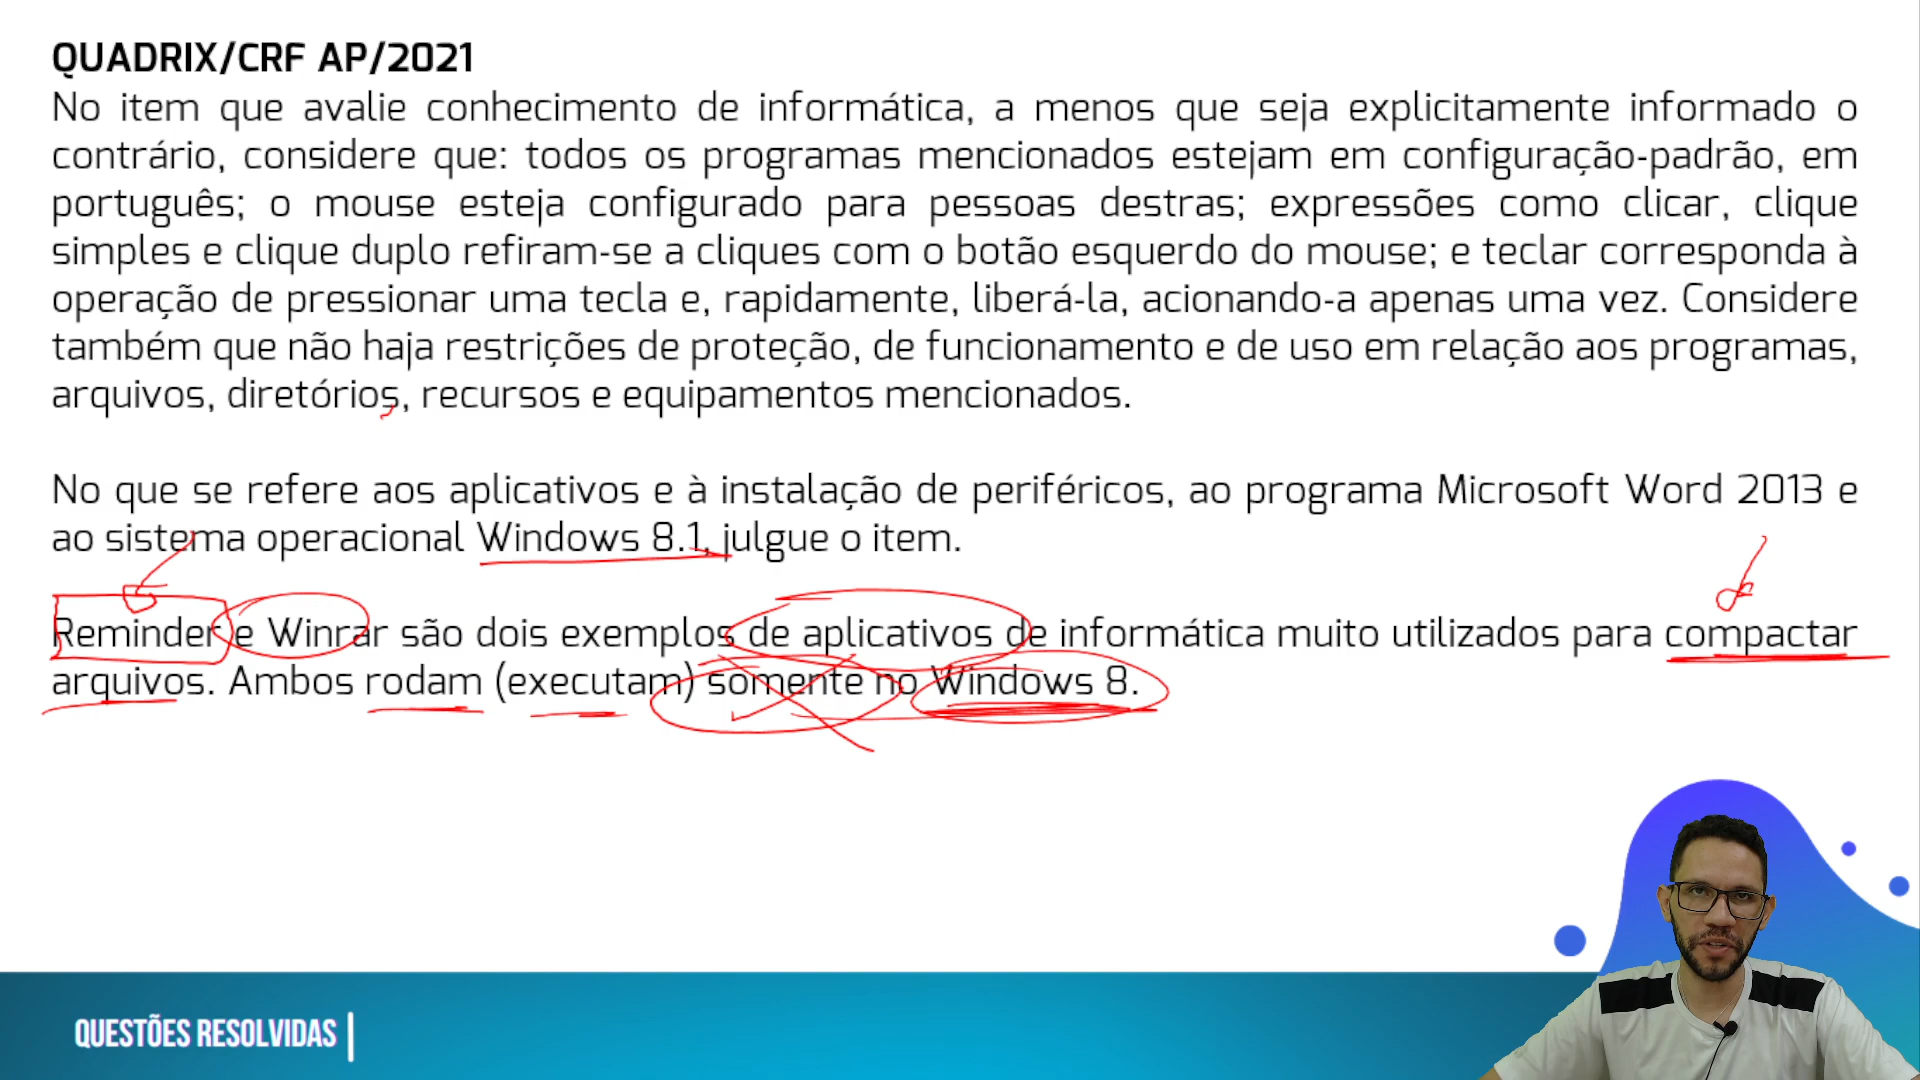 QUADRIX/CRF AP/2021
No item que avalie conhecimento de informática, a menos que seja explicitamente informado o
contrário, considere que: todos os programas mencionados estejam em configuração-padrão, em
português; o mouse esteja configurado para pessoas destras; expressões como clicar, clique
simples e clique duplo refiram-se a cliques com o botão esquerdo do mouse; e teclar corresponda à
operação de pressionar uma tecla e, rapidamente, liberá-la, acionando-a apenas uma vez. Considere
também que não haja restrições de proteção, de funcionamento e de uso em relação aos programas,
arquivos, diretórios, recursos e equipamentos mencionados.
No que se refere aos aplicativos e à instalação de periféricos, ao programa Microsoft Word 2013 e
ao sistema operacional Windows 8.1, julgue o item.
Reminder e Winrar são dois exemplos de aplicativos de informática muito utilizados para compactar
arquivos. Ambos rodam (executam) somente no Windows 8.
QUESTÕES RESOLVIDAS